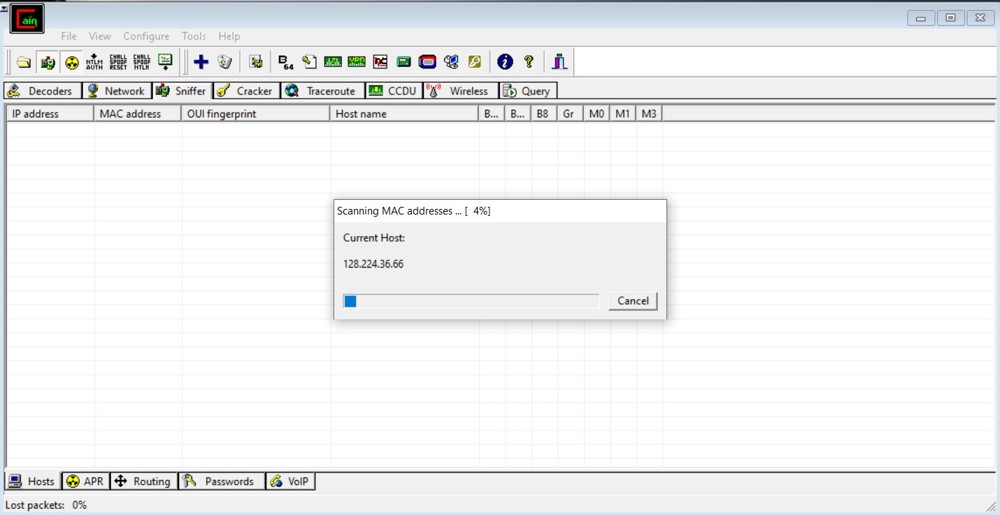 Cain
File View Configure Tools Help
NTLM AUTH CHALL SPOOF RESET CHALL SPOOF NTLM B 64 VPN
Decoders Network Sniffer Cracker Traceroute CCDU Wireless Query
IP address MAC address OUI fingerprint Host name B... B... B8 Gr M0 M1 M3
Scanning MAC addresses ... [ 4%]
Current Host:
128.224.36.66
Cancel
Hosts APR Routing Passwords VoIP
Lost packets: 0%